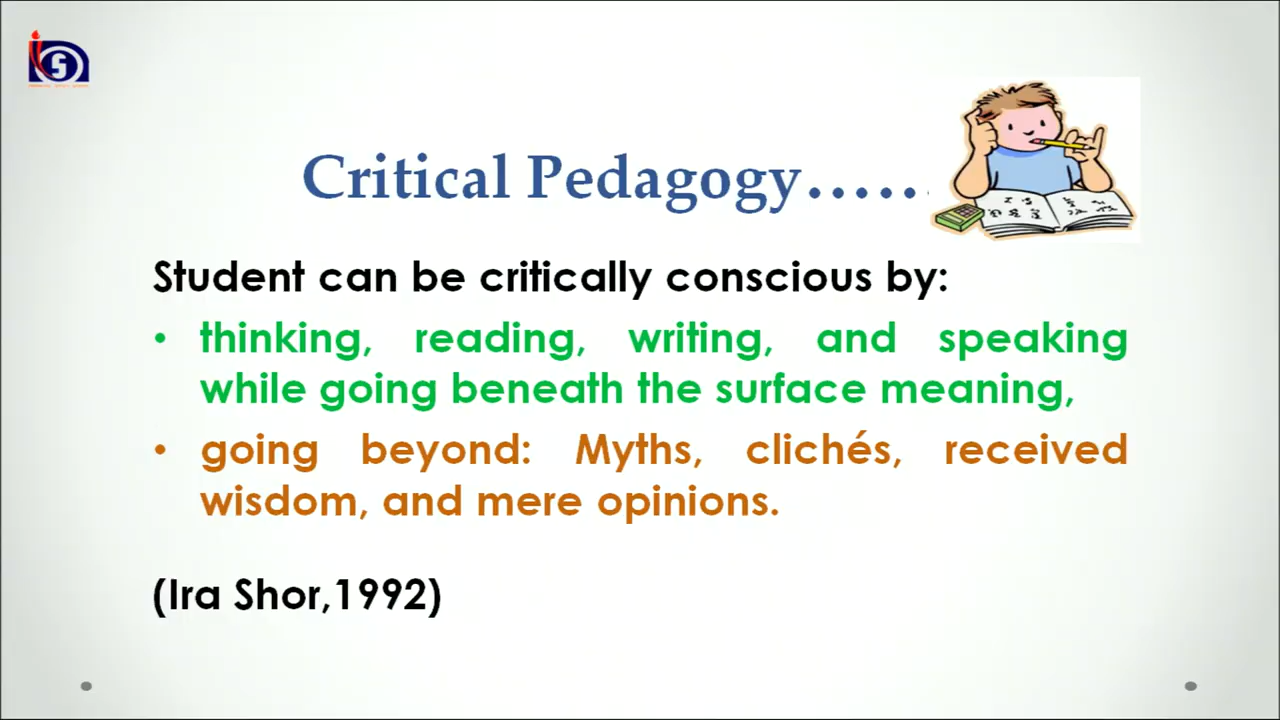 Critical Pedagogy......
Student can be critically conscious by:
• thinking, reading, writing, and speaking
while going beneath the surface meaning,
• going beyond: Myths, clichés, received
wisdom, and mere opinions.
(Ira Shor,1992)